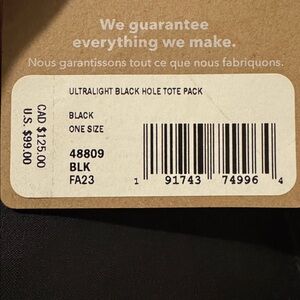 We guarantee
everything we make.
Nous garantissons tout ce que nous fabriquons.
CAD $125.00
U.S. $99.00
ULTRALIGHT BLACK HOLE TOTE PACK
BLACK
ONE SIZE
48809
BLK
FA23
1 91743 74996 4